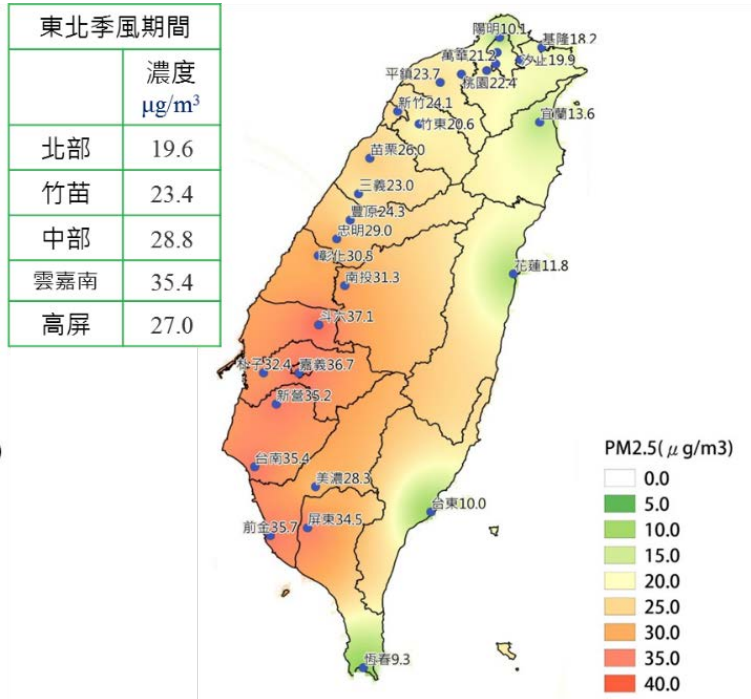 東北季風期間
濃度
μg/m³
北部 19.6
竹苗 23.4
中部 28.8
雲嘉南 35.4
高屏 27.0
陽明10.1
基隆18.2
萬華21.2
汐止19.9
平鎮23.7
桃園22.4
新竹24.1
竹東20.6
宜蘭13.6
苗栗26.0
三義23.0
豐原24.3
忠明29.0
彰化30.5
南投31.3
花蓮11.8
斗六37.1
朴子32.4
嘉義36.7
新營35.2
台南35.4
美濃28.3
台東10.0
前金35.7
屏東34.5
恆春9.3
PM2.5(μg/m3)
0.0
5.0
10.0
15.0
20.0
25.0
30.0
35.0
40.0